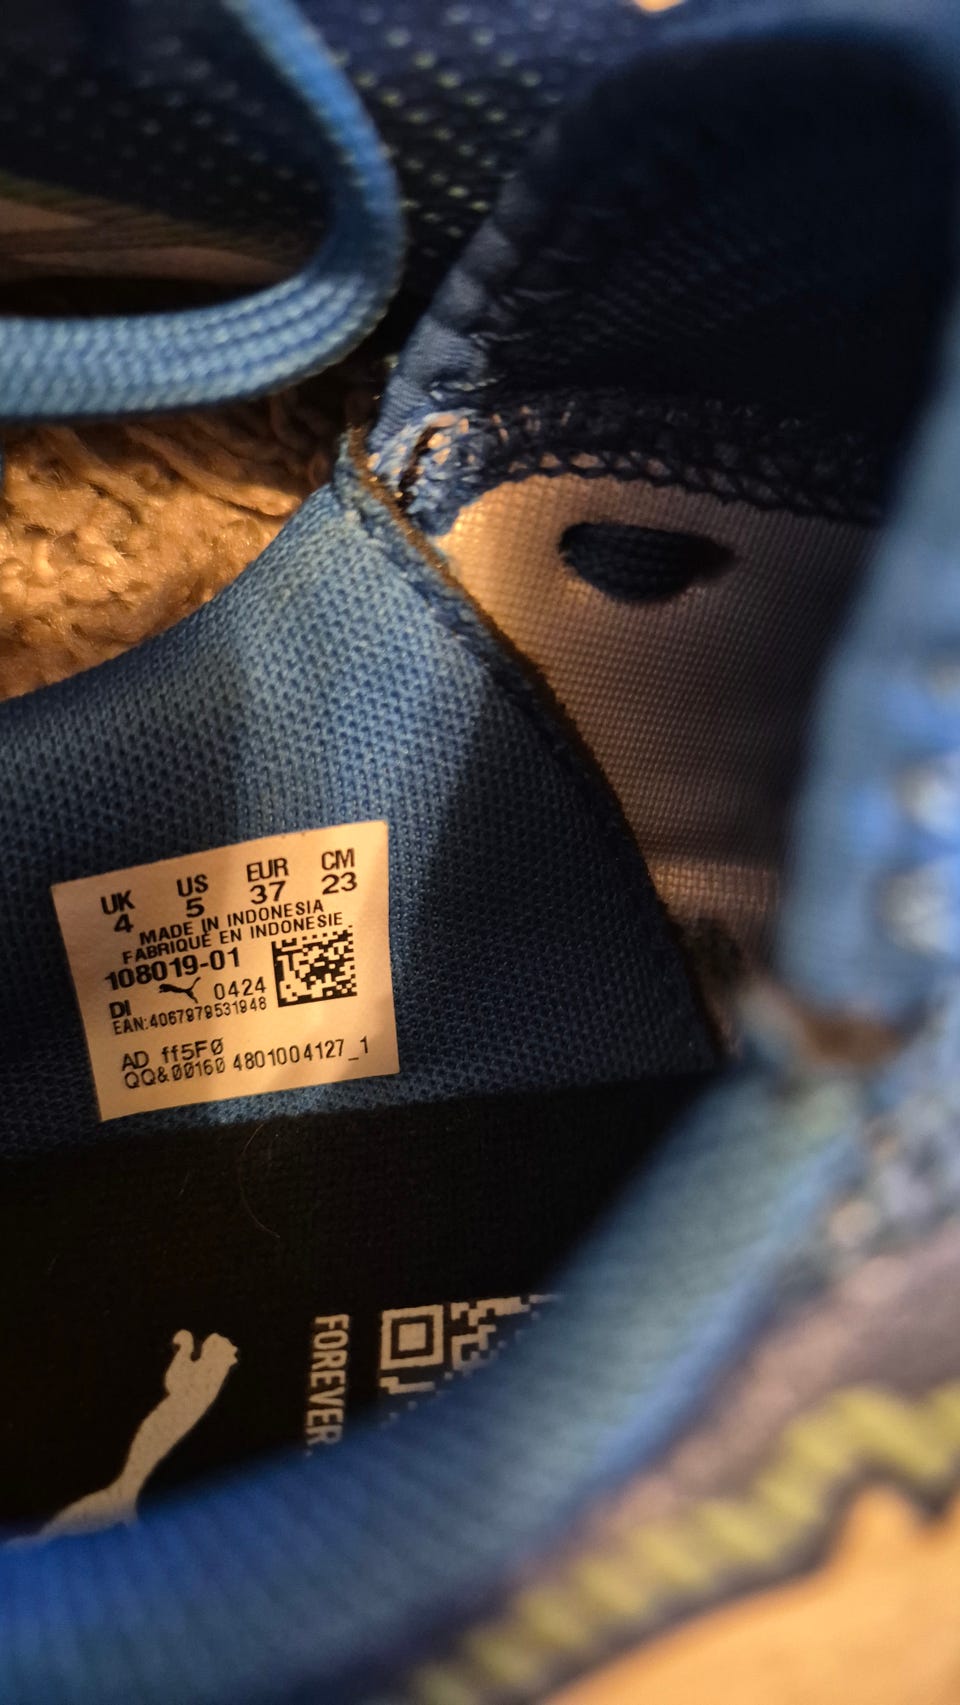 UK US EUR CM
4 5 37 23
MADE IN INDONESIA
FABRIQUÉ EN INDONESIE
108019-01
DI 0424
EAN:4067979531948
AD ff5F0
QQ&00160 4801004127_1
FOREVER.